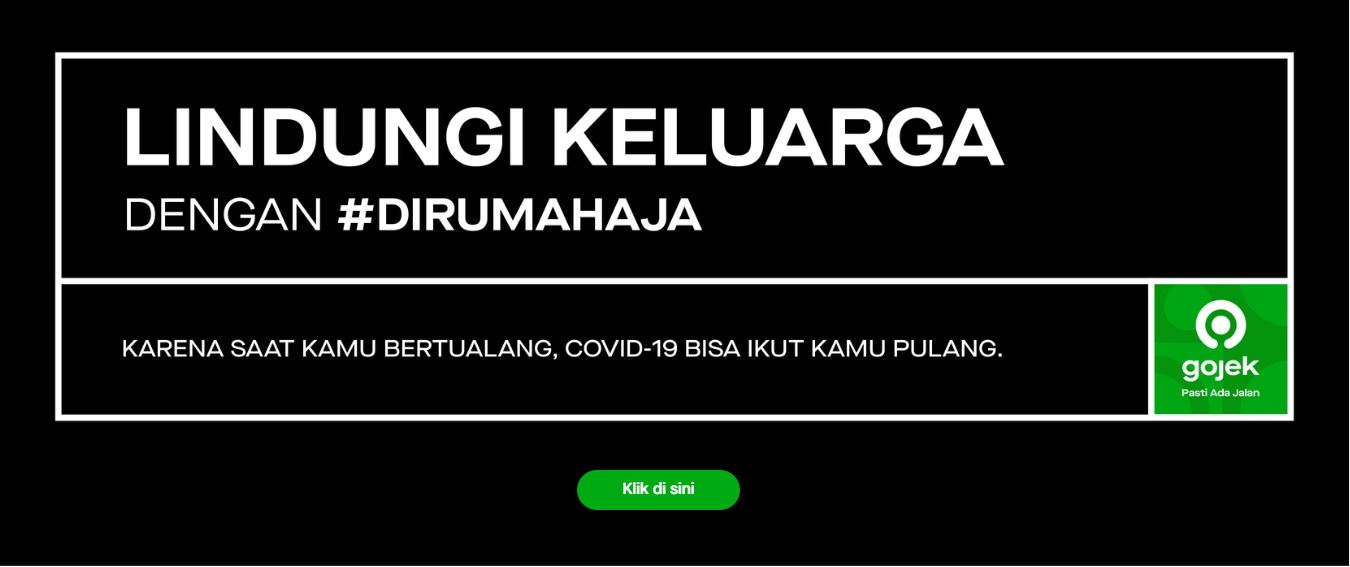 LINDUNGI KELUARGA
DENGAN #DIRUMAHAJA
KARENA SAAT KAMU BERTUALANG, COVID-19 BISA IKUT KAMU PULANG.
gojek
Pasti Ada Jalan
Klik di sini